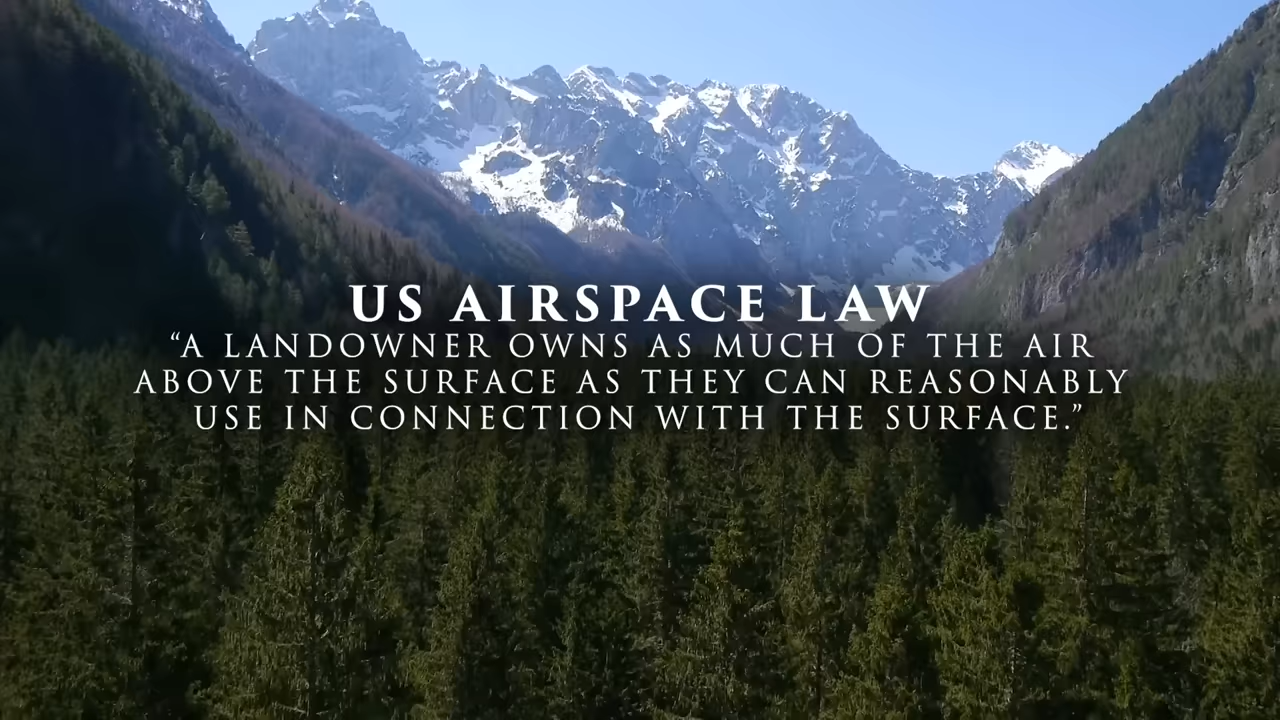 US AIRSPACE LAW
“A LANDOWNER OWNS AS MUCH OF THE AIR
ABOVE THE SURFACE AS THEY CAN REASONABLY
USE IN CONNECTION WITH THE SURFACE.”